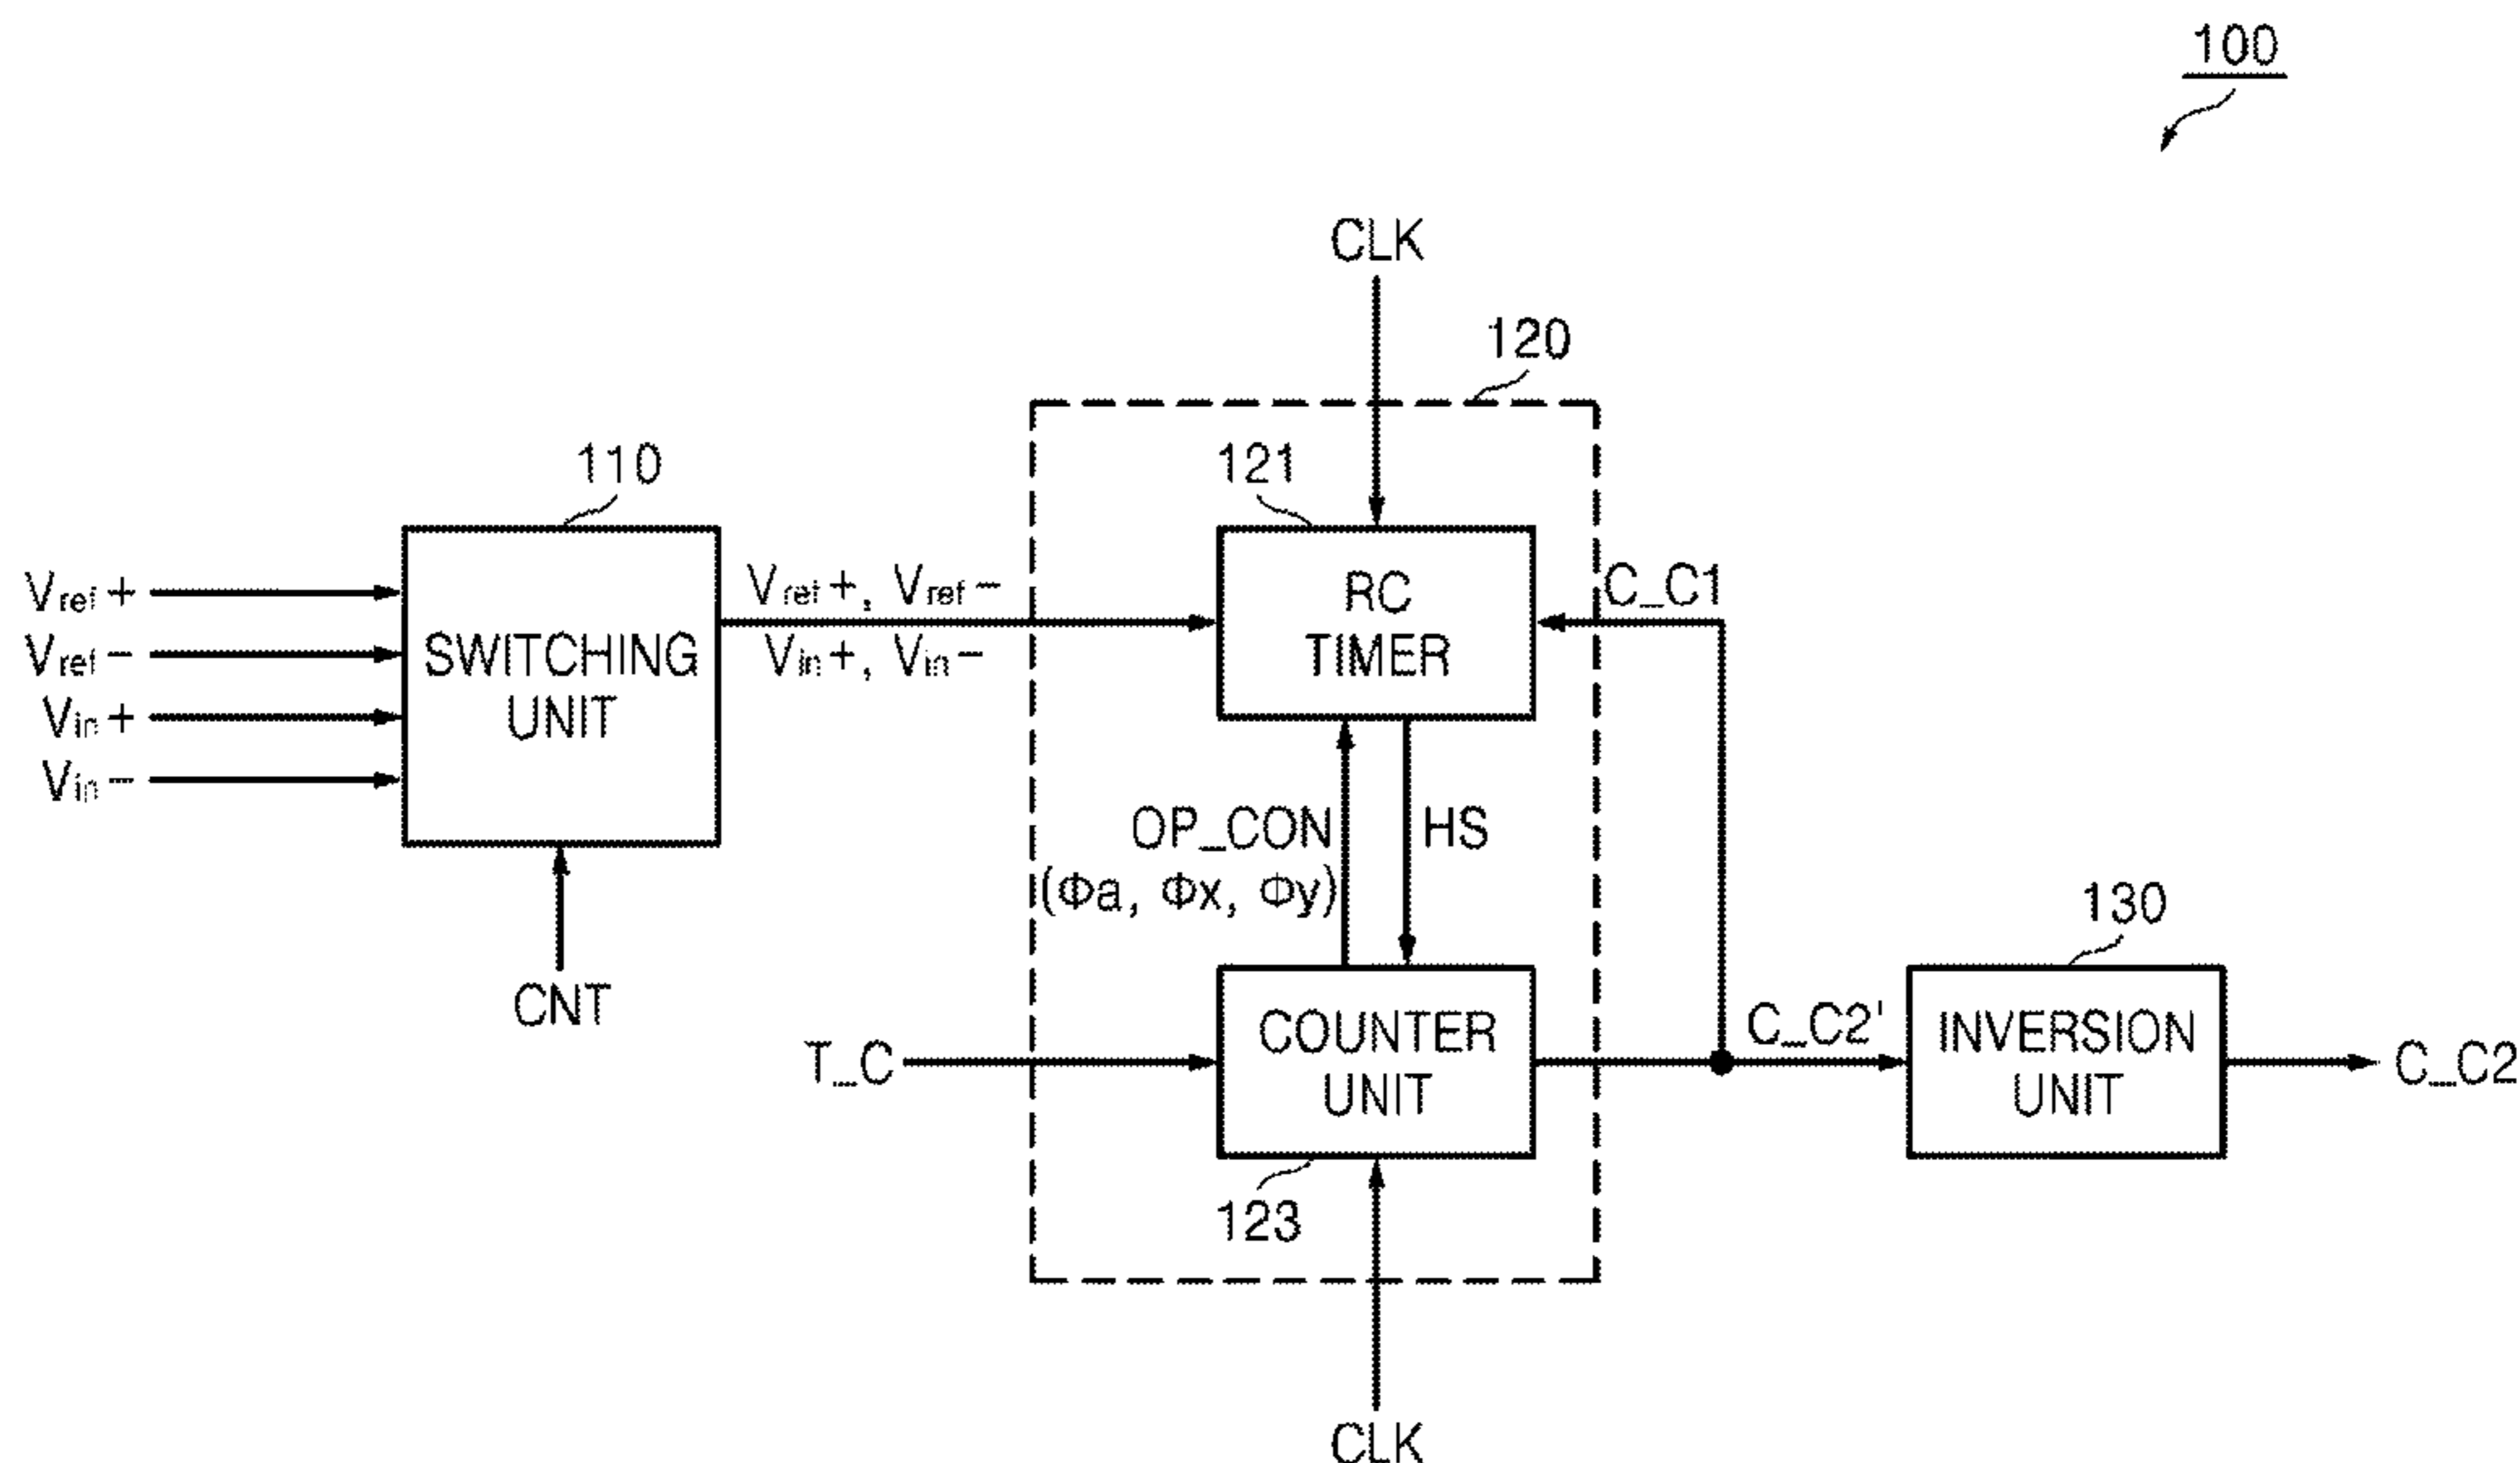 100
CLK
120
110
121
Vref+
Vref−
Vin+
Vin−
SWITCHING
UNIT
Vref+, Vref−
Vin+, Vin−
RC
TIMER
C_C1
OP_CON
(Φa, Φx, Φy)
HS
CNT
130
T_C
COUNTER
UNIT
C_C2'
INVERSION
UNIT
C_C2
123
CLK